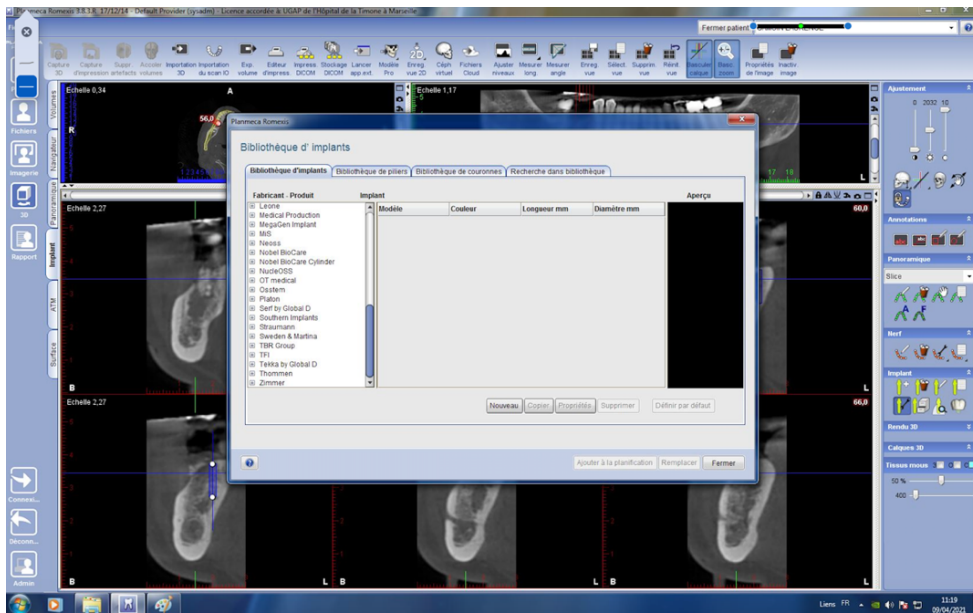 Planmeca Romexis 3.8.3.R 17/12/14 - Default Provider (sysadm) - Licence accordée à UGAP de l'Hôpital de la Timone à Marseille
Fermer patient
Capture 3D
Capture d'impression
Suppr artefacts
Accoler volumes
Importation 3D
Importation du scan IO
Exp. volume
Editeur d'impress.
Impress DICOM
Stockage DICOM
Lancer app.ext.
Modèle Pro
Enreg. vue 2D
Céph virtuel
Fichiers Cloud
Ajuster niveaux
Mesurer long.
Mesurer angle
Enreg. vue
Sélect. vue
Supprim vue
Réinit. vue
Basculer calque
Basc. zoom
Propriétés de l'image
Inactiv image
Fichiers
Imagerie
3D
Rapport
Connexi...
Déconn...
Admin
Volumes
Navigateur
Panoramique
Implant
ATM
Surface
Echelle 0,34
A
R
56,0
Echelle 1,17
17 18
L
Planmeca Romexis
Bibliothèque d' implants
Bibliothèque d'implants
Bibliothèque de piliers
Bibliothèque de couronnes
Recherche dans bibliothèque
Fabricant - Produit
Implant
Aperçu
Modèle
Couleur
Longueur mm
Diamètre mm
Leone
Medical Production
MegaGen.Implant
MiS
Neoss
Nobel BioCare
Nobel BioCare Cylinder
NucleOSS
OT medical
Osstem
Platon
Serf by Global D
Southern Implants
Straumann
Sweden & Martina
TBR Group
TFI
Tekka by Global D
Thommen
Zimmer
Nouveau
Copier
Propriétés
Supprimer
Définir par défaut
Ajouter à la planification
Remplacer
Fermer
Echelle 2,27
60,0
B
L
Echelle 2,27
66,0
B
L
B
L
B
L
Ajustement
0 2032 10
Annotations
Panoramique
Slice
Nerf
Implant
Rendu 3D
Calques 3D
Tissus mous
50 %
400
Liens
FR
11:19
09/04/2021